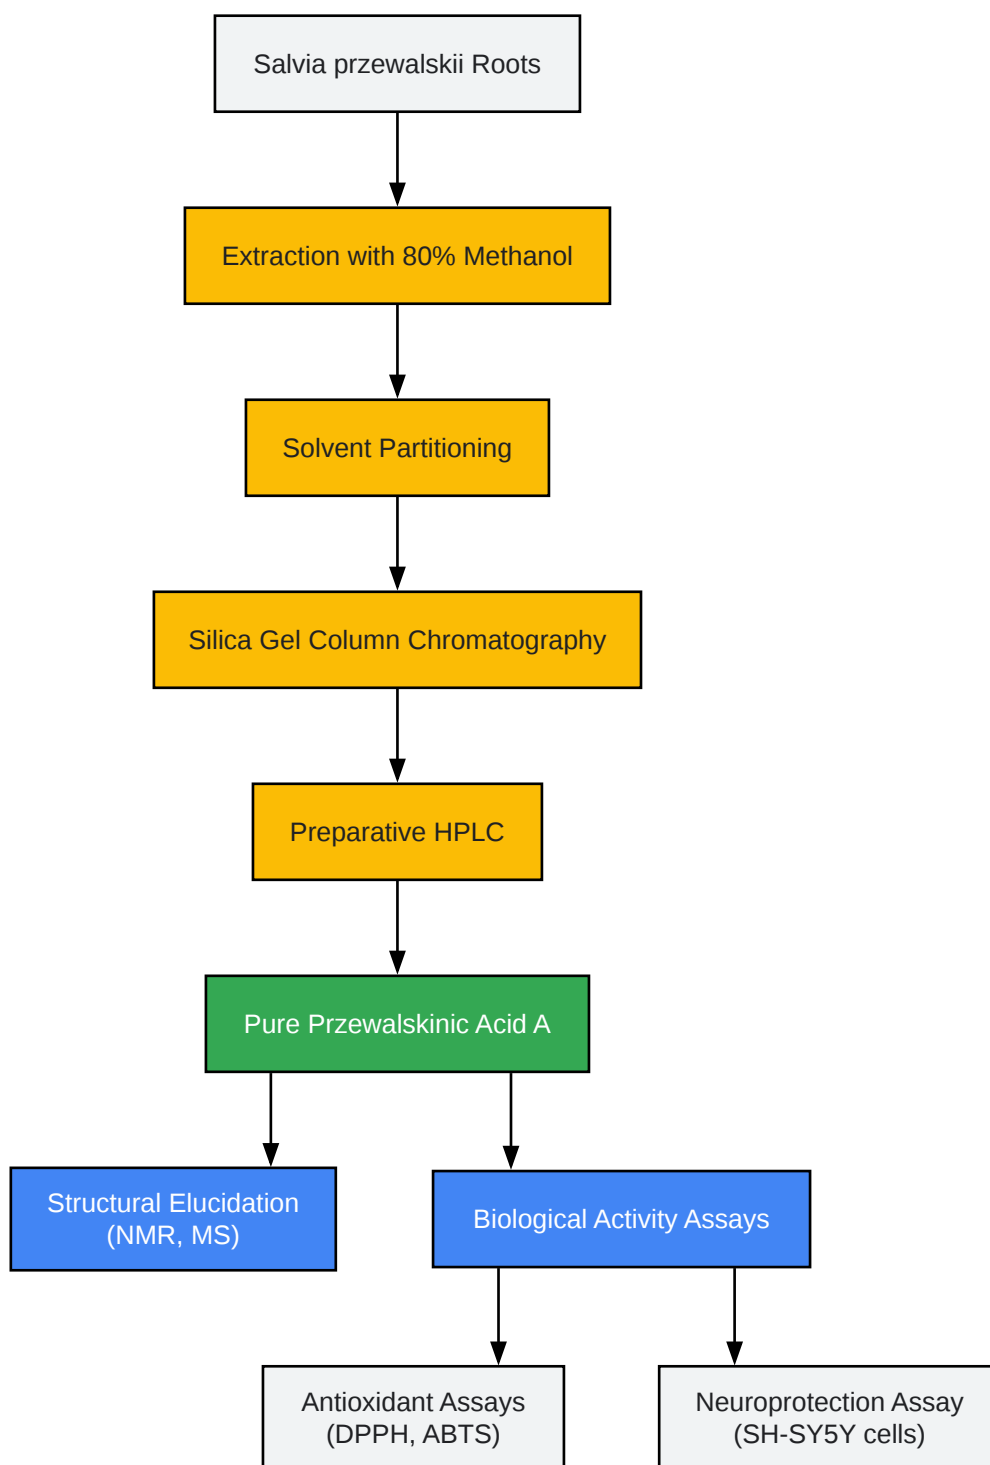 Salvia przewalskii Roots
Extraction with 80% Methanol
Solvent Partitioning
Silica Gel Column Chromatography
Preparative HPLC
Pure Przewalskinic Acid A
Structural Elucidation
(NMR, MS)
Biological Activity Assays
Antioxidant Assays
(DPPH, ABTS)
Neuroprotection Assay
(SH-SY5Y cells)